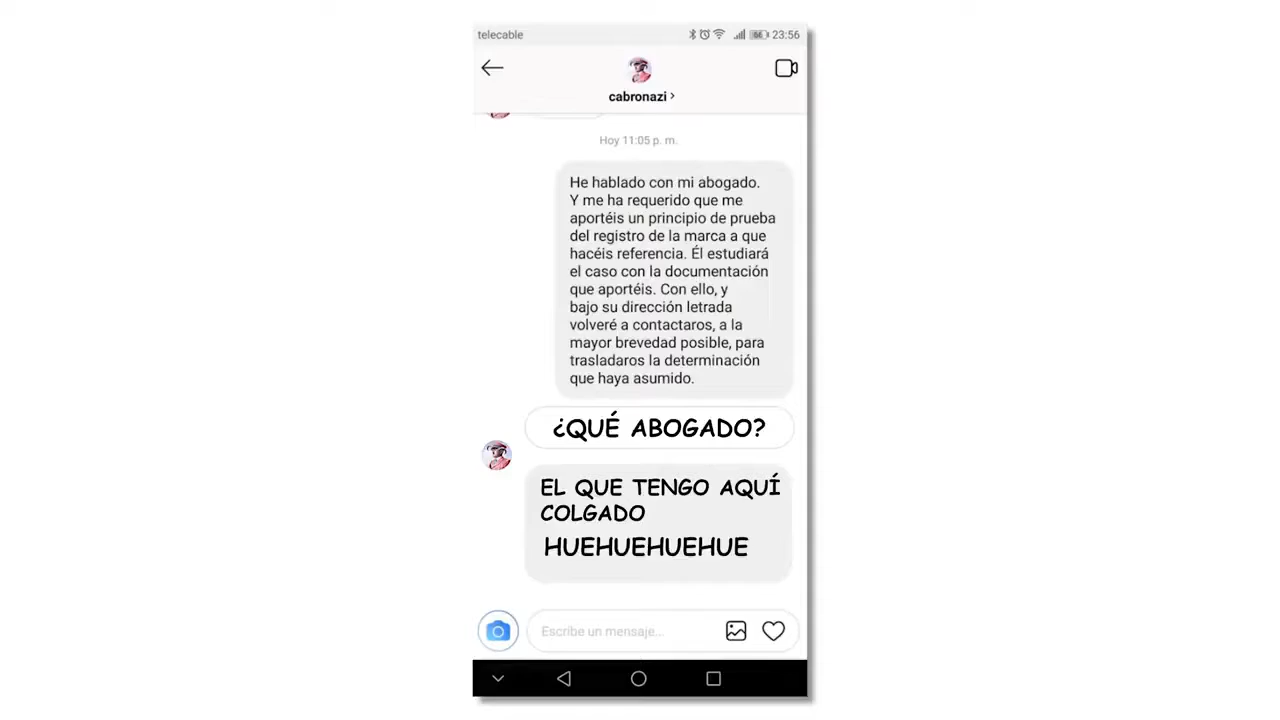 telecable 23:56
cabronazi
Hoy 11:05 p. m.
He hablado con mi abogado.
Y me ha requerido que me
aportéis un principio de prueba
del registro de la marca a que
hacéis referencia. Él estudiará
el caso con la documentación
que aportéis. Con ello, y
bajo su dirección letrada
volveré a contactaros, a la
mayor brevedad posible, para
trasladaros la determinación
que haya asumido.
¿QUÉ ABOGADO?
EL QUE TENGO AQUÍ
COLGADO
HUEHUEHUEHUE
Escribe un mensaje...